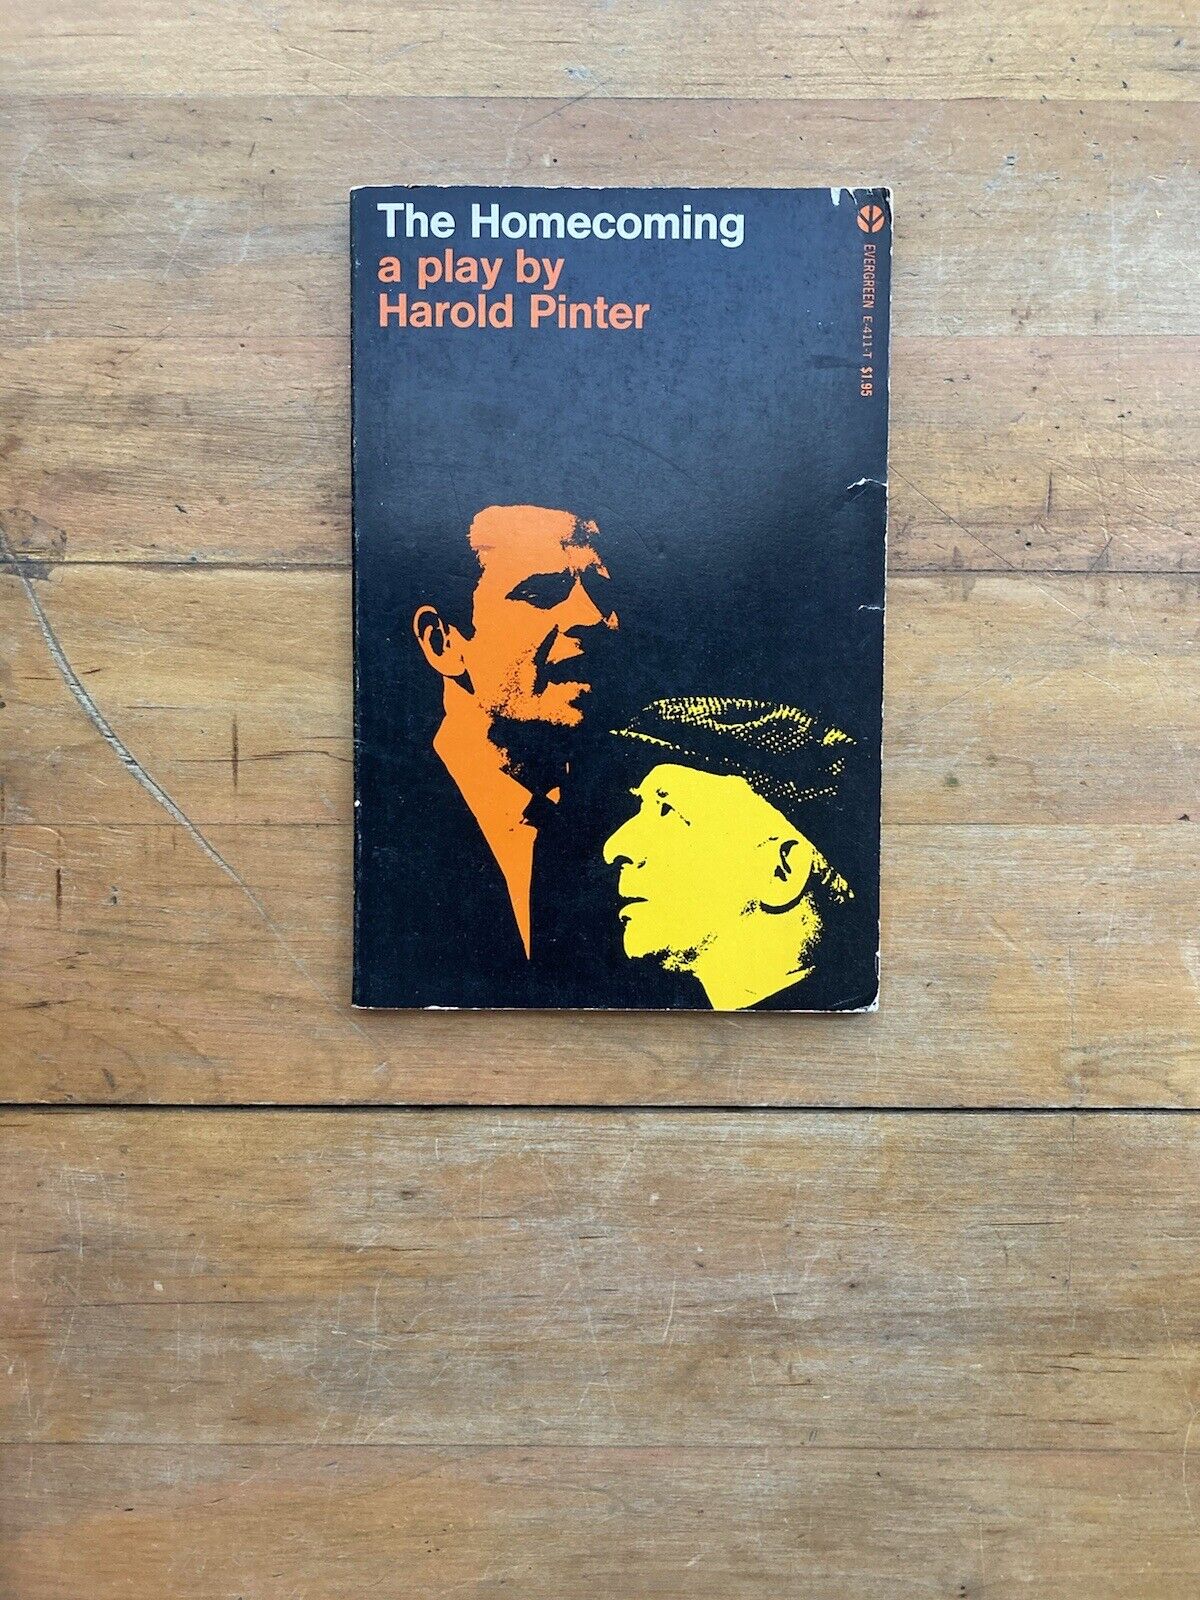 The Homecoming
a play by
Harold Pinter
EVERGREEN E-411-T $1.95